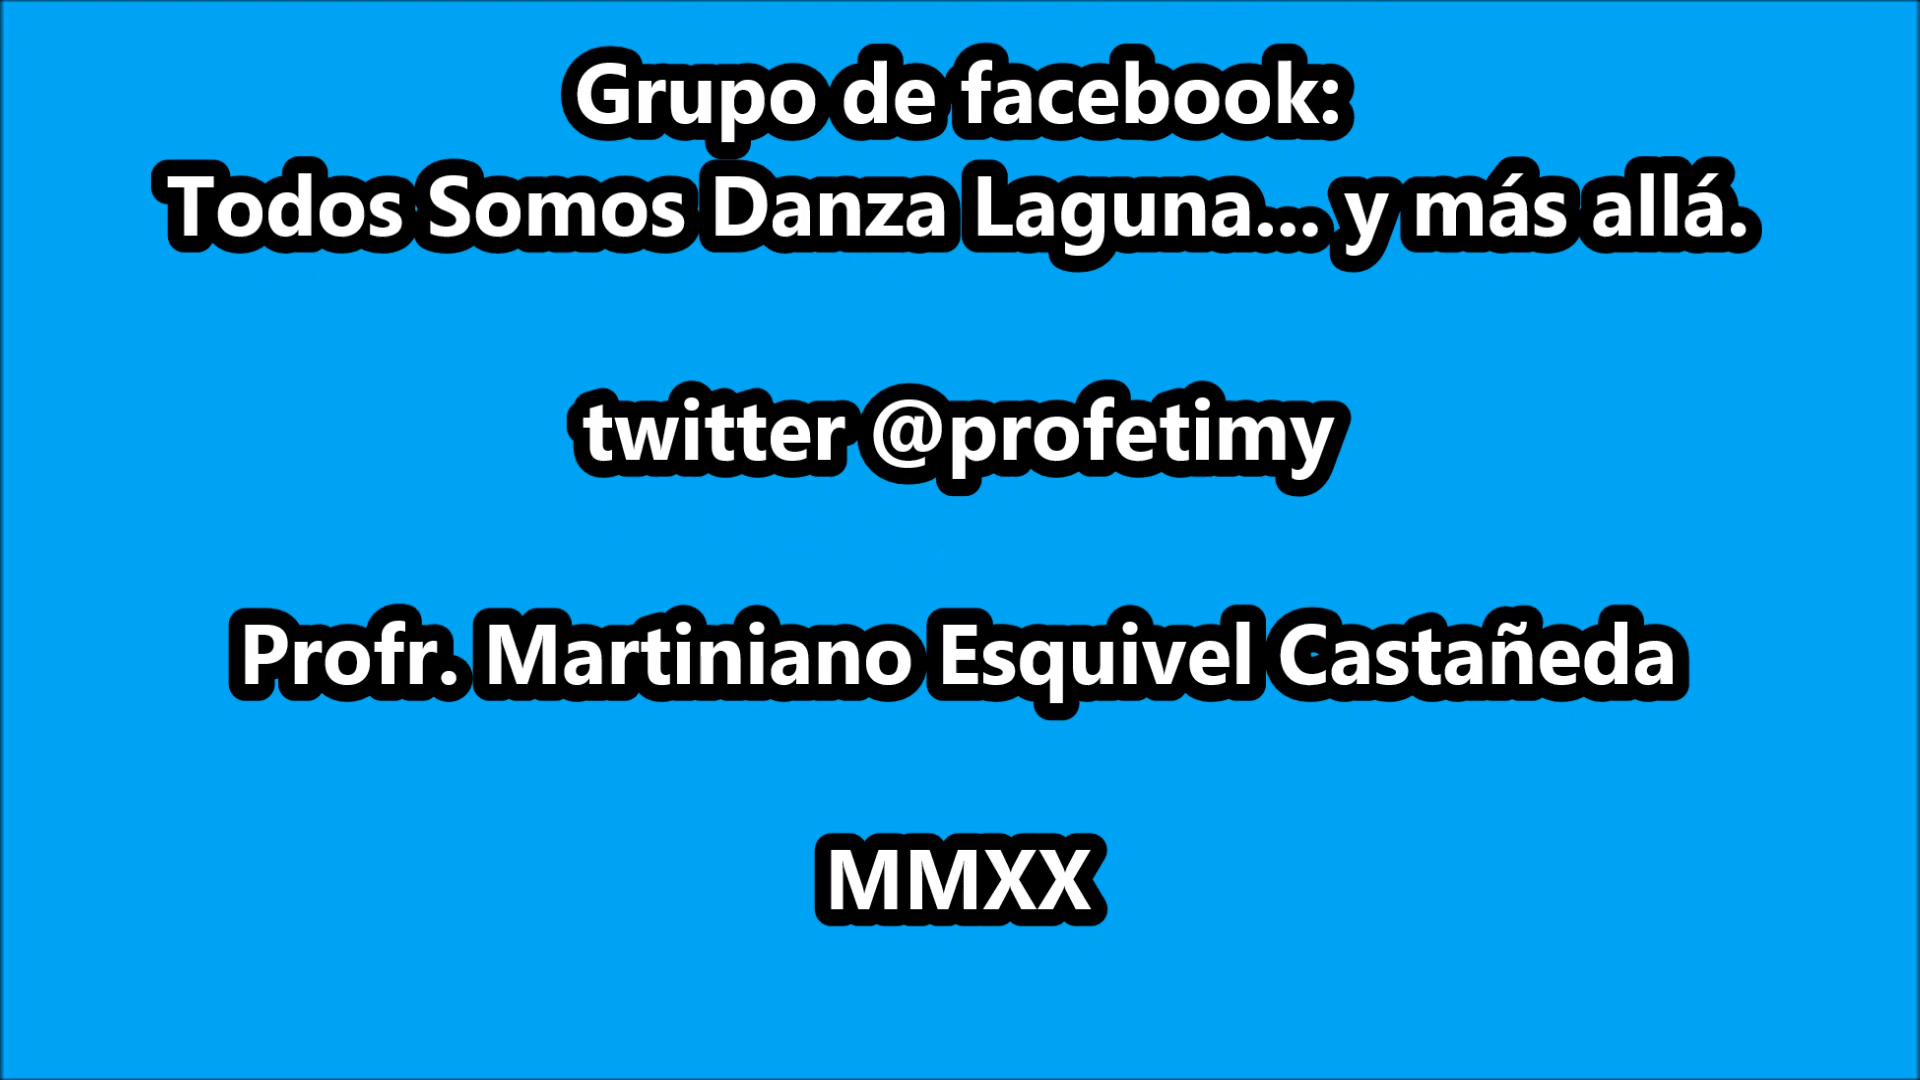 Grupo de facebook:
Todos Somos Danza Laguna... y más allá.
twitter @profetimy
Profr. Martiniano Esquivel Castañeda
MMXX